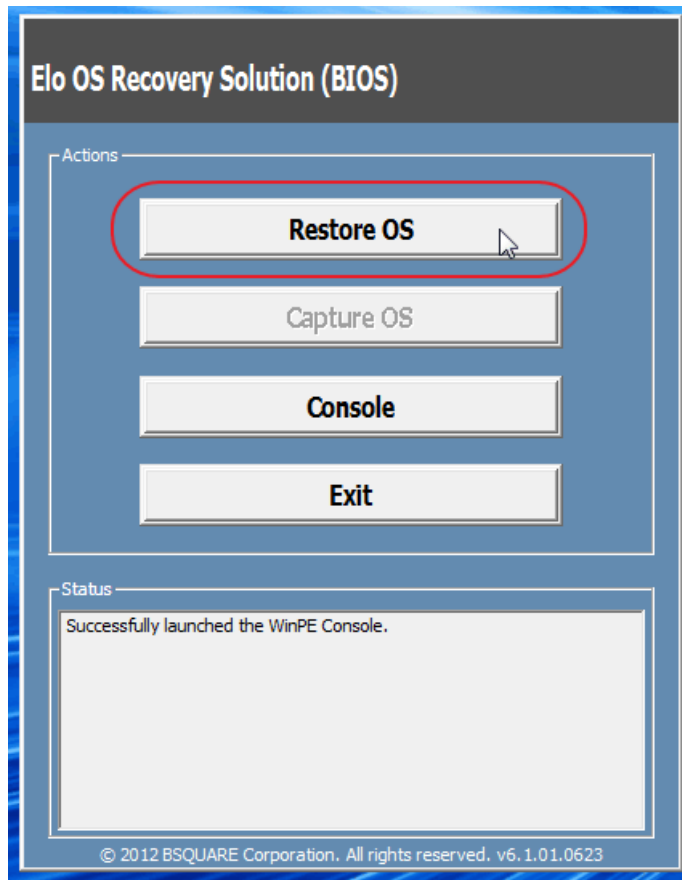 Elo OS Recovery Solution (BIOS)
Actions
Restore OS
Capture OS
Console
Exit
Status
Successfully launched the WinPE Console.
© 2012 BSQUARE Corporation. All rights reserved. v6.1.01.0623